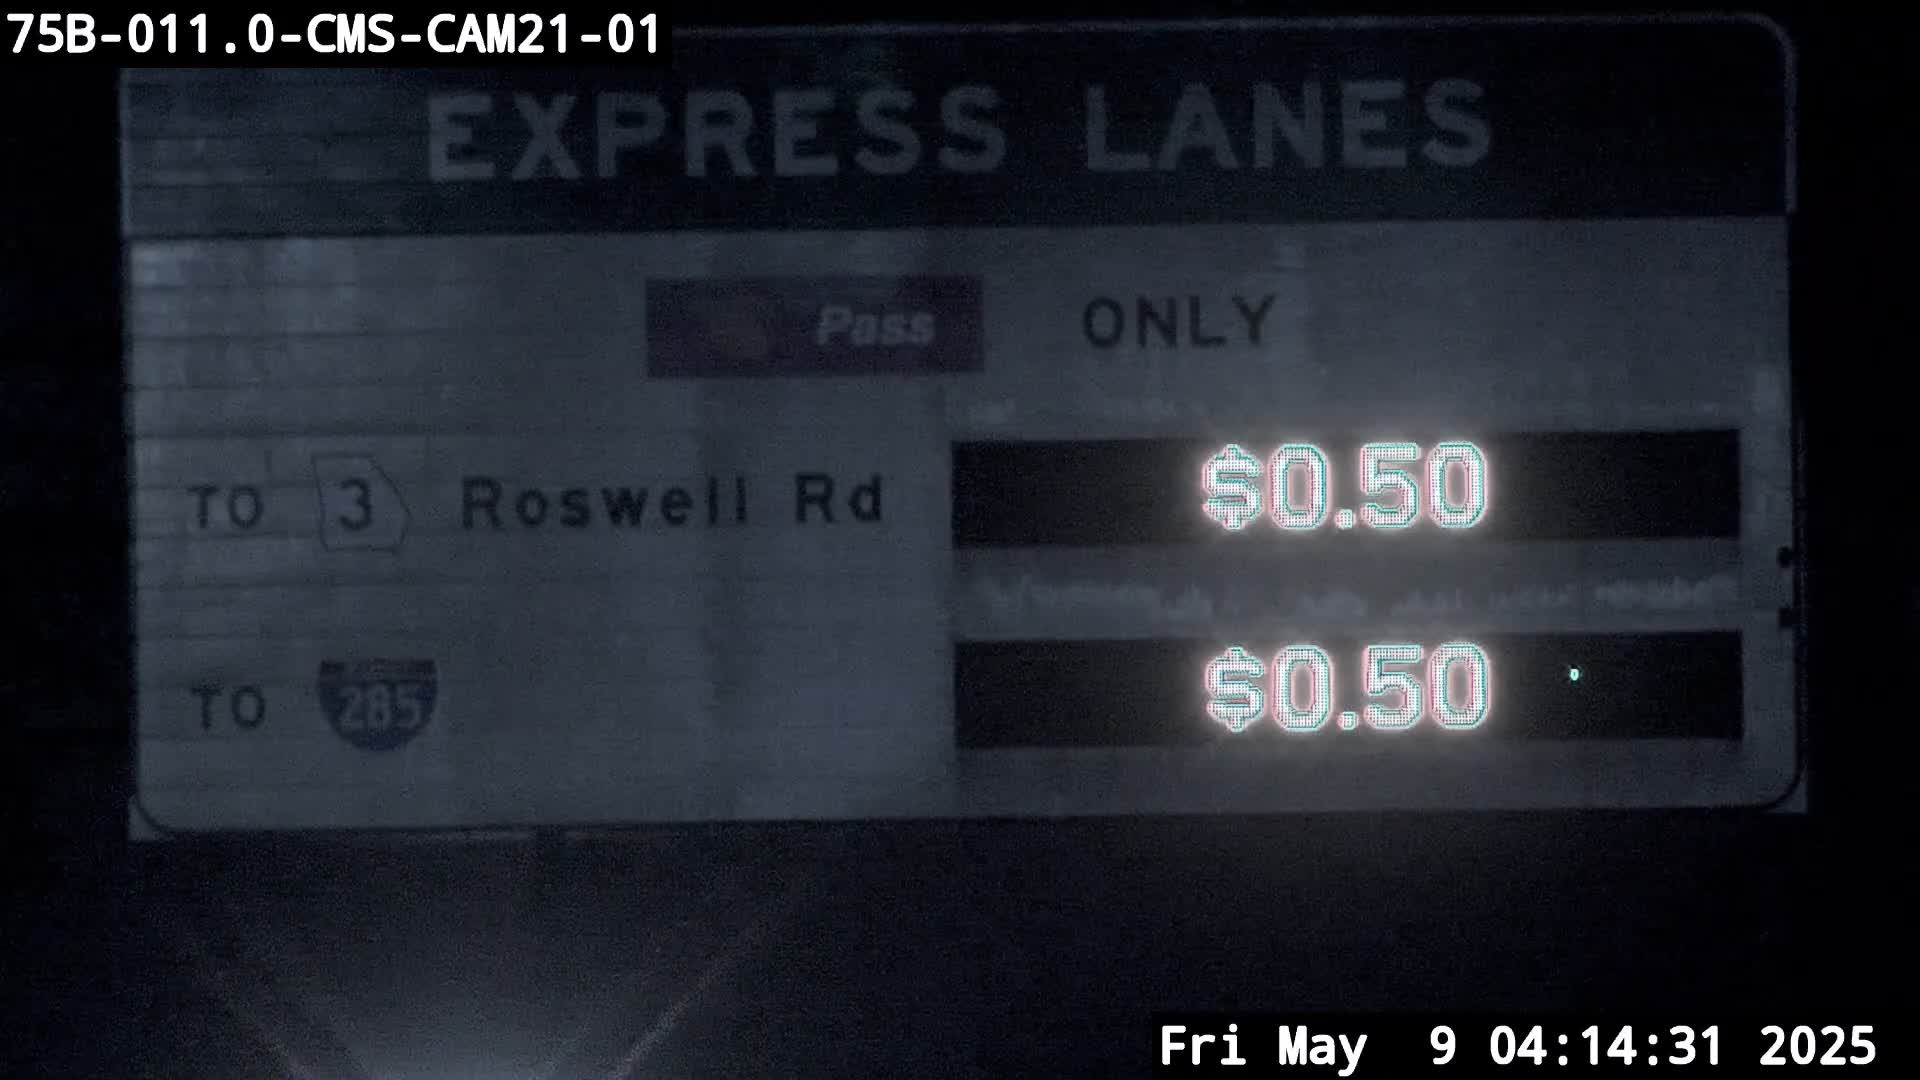 75B-011.0-CMS-CAM21-01
EXPRESS LANES
Pass ONLY
TO 3 Roswell Rd $0.50
TO 285 $0.50
Fri May 9 04:14:31 2025